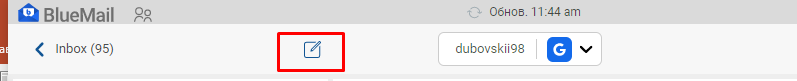 BlueMail
Обнов. 11:44 am
Inbox (95)
dubovskii98
G